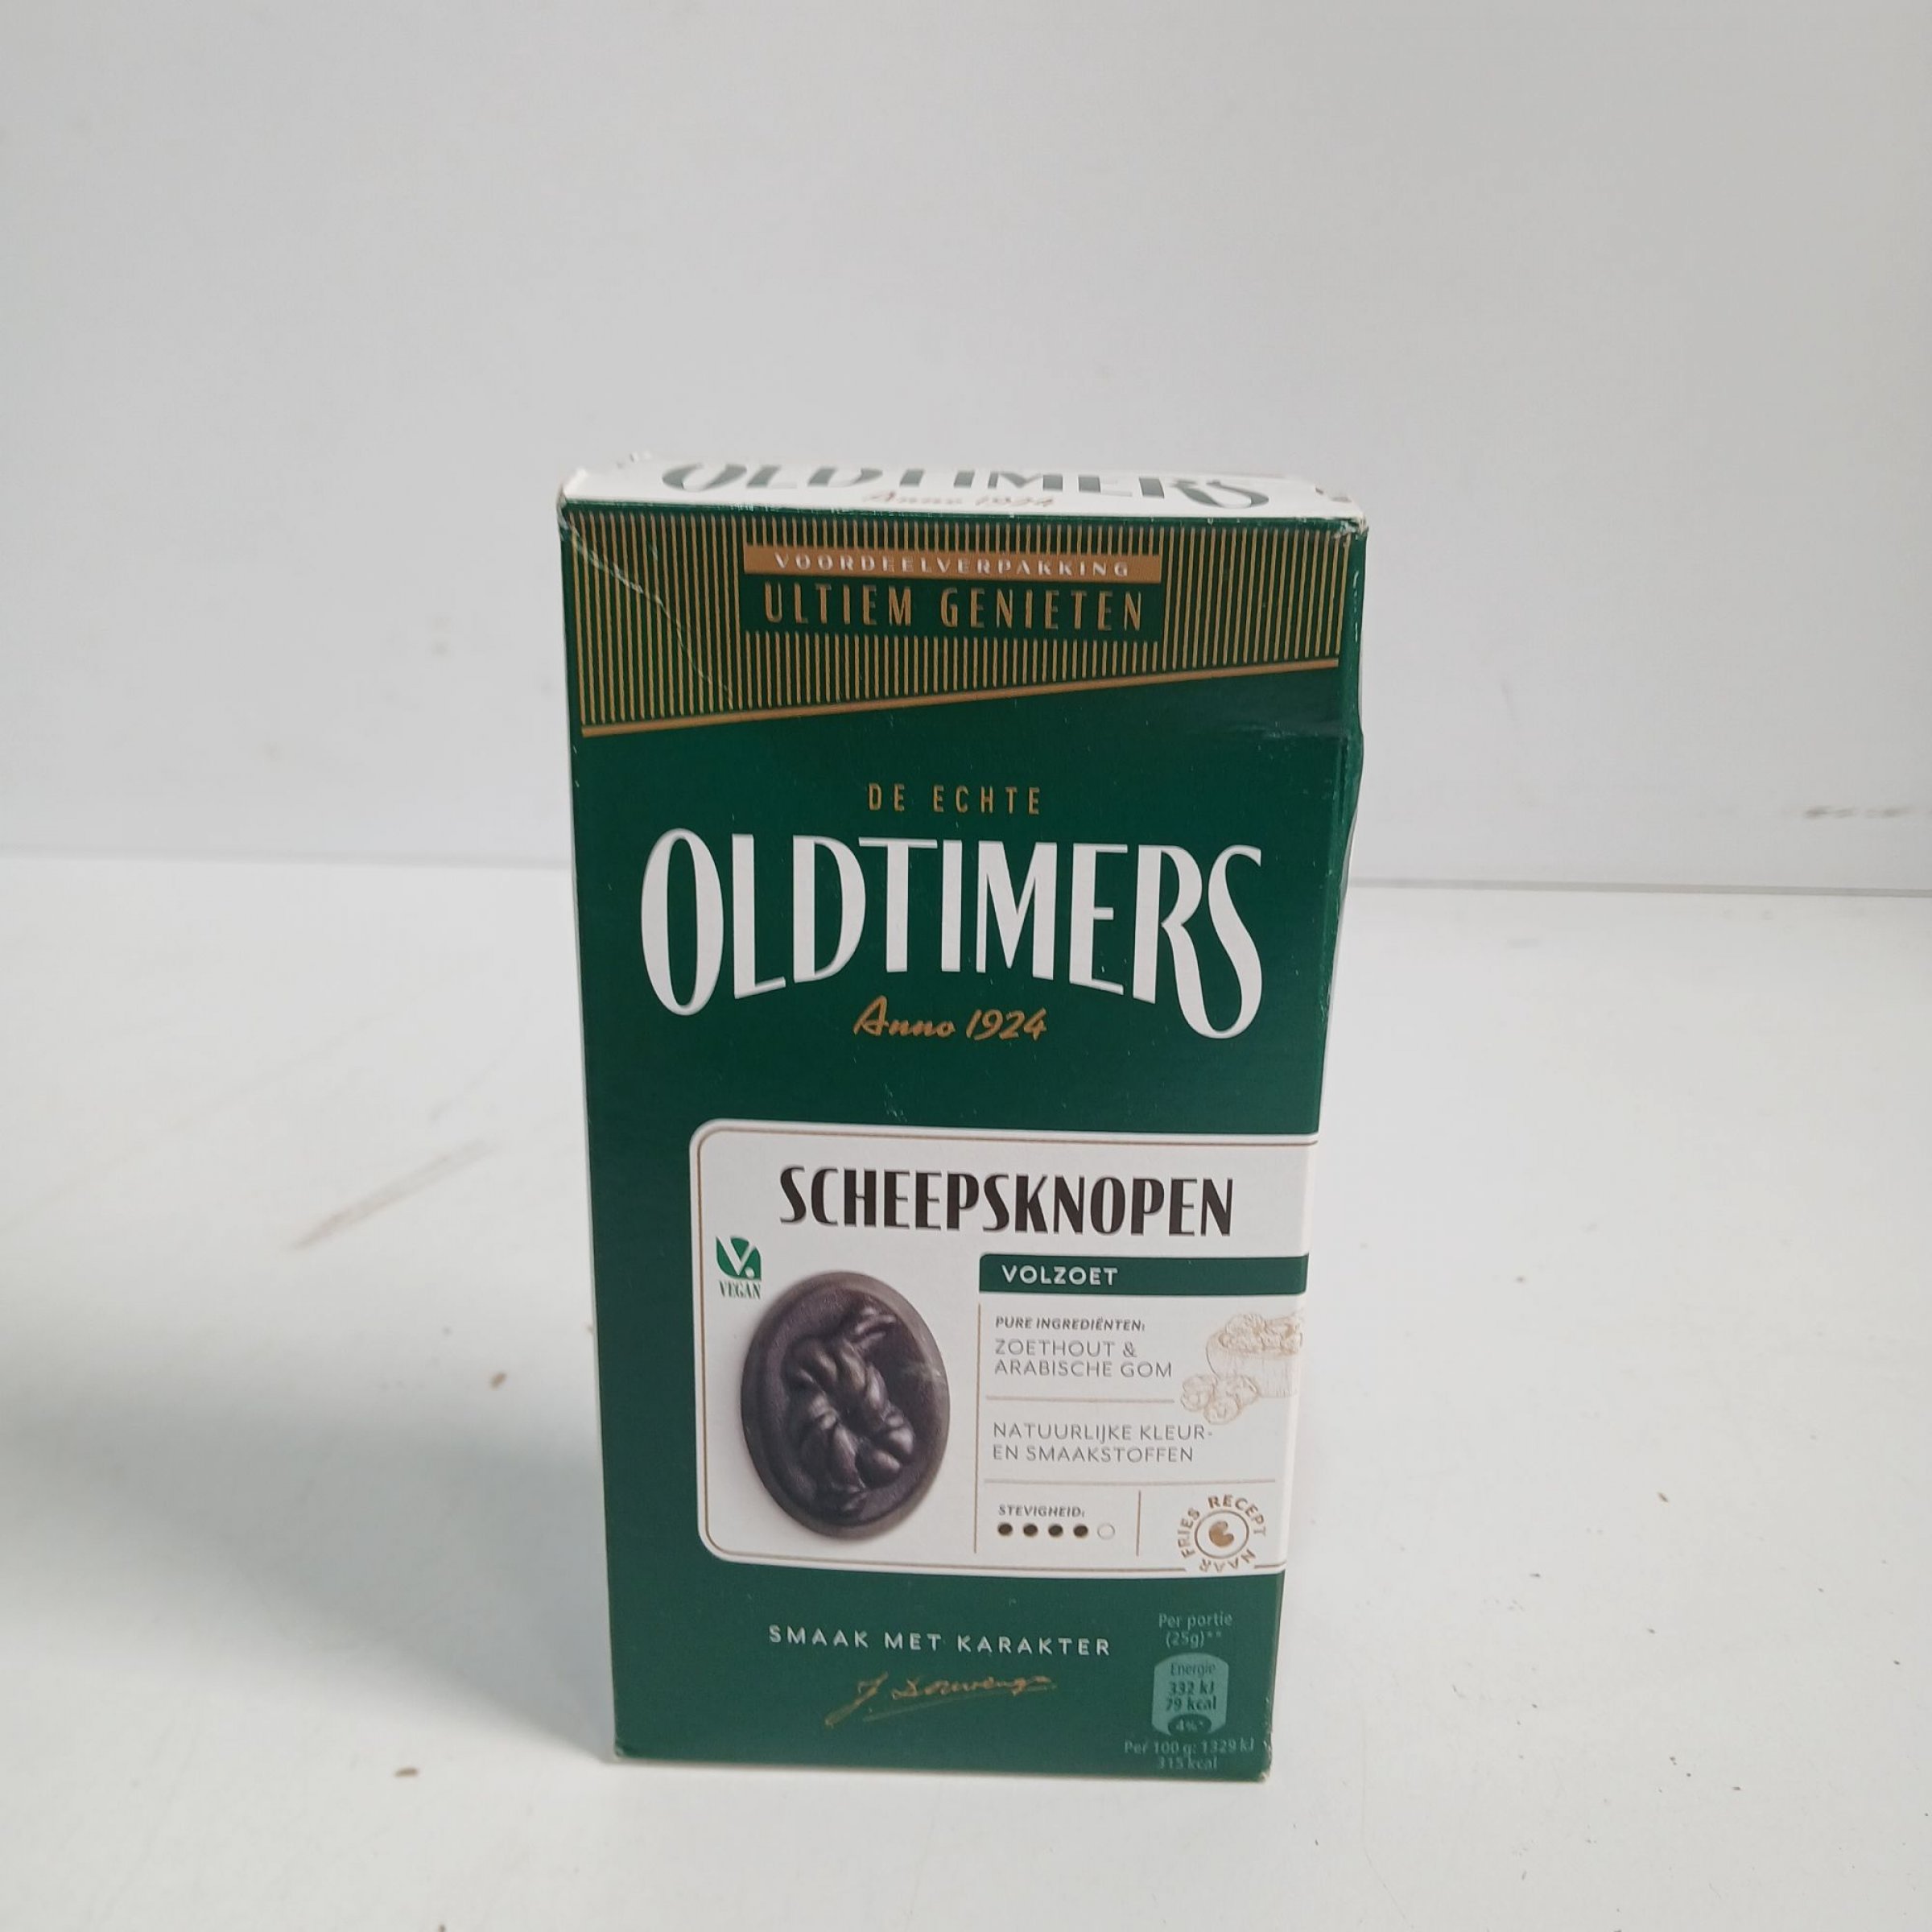 OLDTIMERS
Anno 1924
VOORDEELVERPAKKING
ULTIEM GENIETEN
DE ECHTE
OLDTIMERS
Anno 1924
SCHEEPSKNOPEN
VEGAN
VOLZOET
PURE INGREDIËNTEN:
ZOETHOUT &
ARABISCHE GOM
NATUURLIJKE KLEUR-
EN SMAAKSTOFFEN
STEVIGHEID:
NAAR FRIES RECEPT
SMAAK MET KARAKTER
Per portie
(25g)**
Energie
332 kJ
79 kcal
4%*
Per 100 g: 1329 kJ
315 kcal